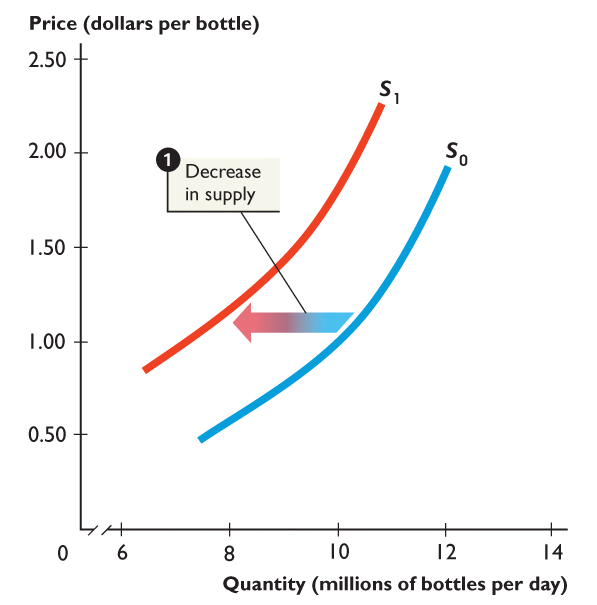 Price (dollars per bottle)
2.50
S1
2.00
S0
1
Decrease
in supply
1.50
1.00
0.50
0
6
8
10
12
14
Quantity (millions of bottles per day)